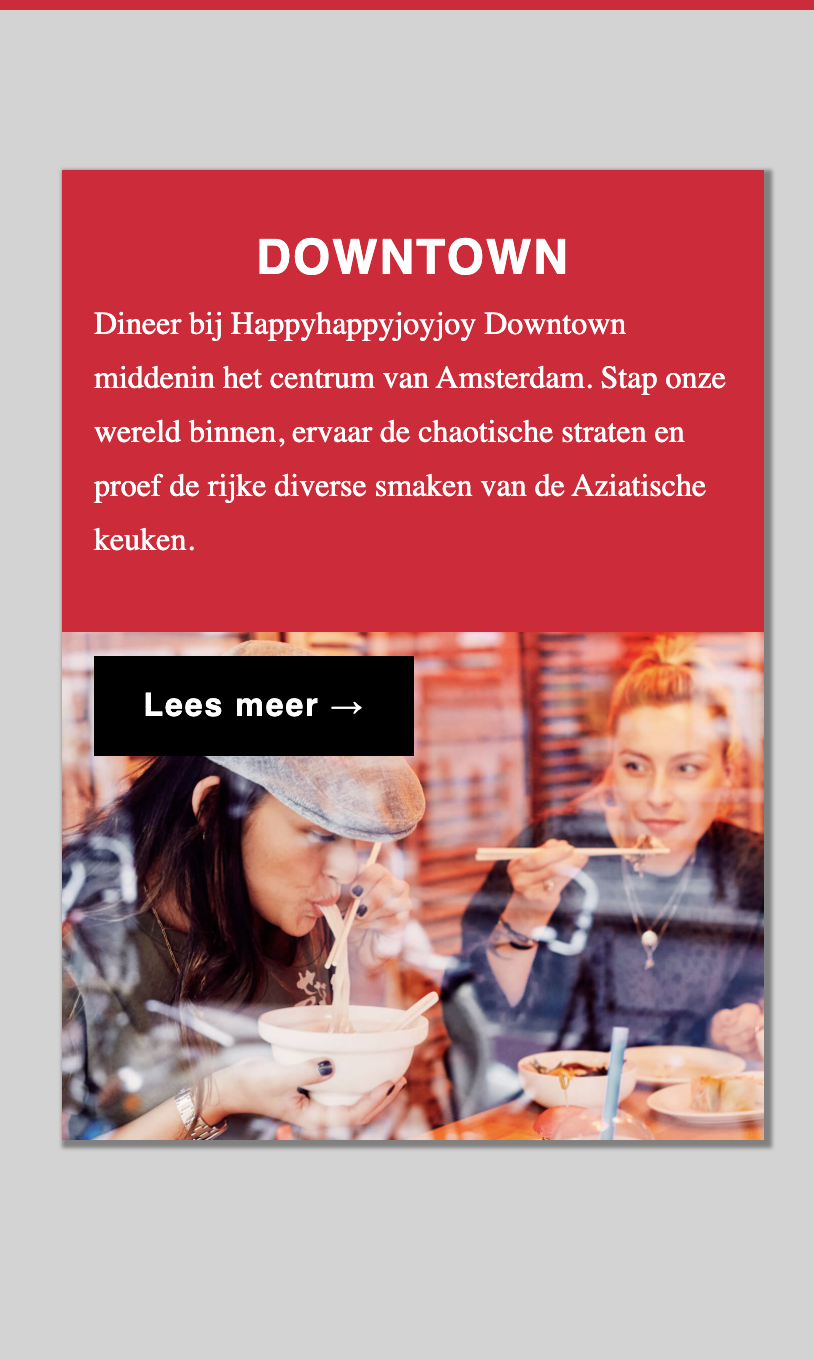 DOWNTOWN
Dineer bij Happyhappyjoyjoy Downtown
middenin het centrum van Amsterdam. Stap onze
wereld binnen, ervaar de chaotische straten en
proef de rijke diverse smaken van de Aziatische
keuken.
Lees meer →